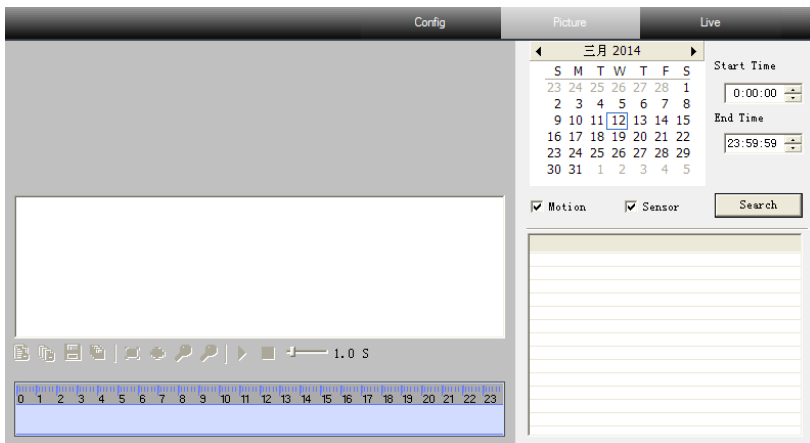 Config Picture Live
三月 2014
S M T W T F S
23 24 25 26 27 28 1
2 3 4 5 6 7 8
9 10 11 12 13 14 15
16 17 18 19 20 21 22
23 24 25 26 27 28 29
30 31 1 2 3 4 5
Start Time
0:00:00
End Time
23:59:59
Motion Sensor Search
1.0 S
0 1 2 3 4 5 6 7 8 9 10 11 12 13 14 15 16 17 18 19 20 21 22 23